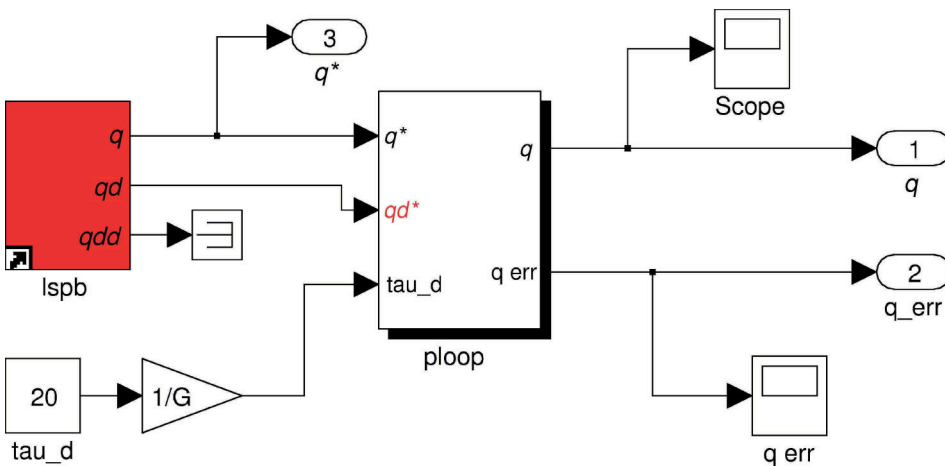 3
q*
Scope
q
qd
qdd
lspb
q*
qd*
tau_d
q
q err
ploop
1
q
2
q_err
20
tau_d
1/G
q err